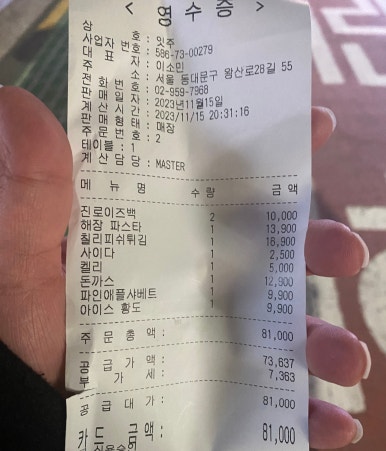 < 영 수 증 >
상 호 : 잇주
사업자 번호 : 596-73-00279
대 표 자 : 이소민
주 소 : 서울 동대문구 왕산로28길 55
전 화 번 호 : 02-959-7968
판 매 일 자 : 2023년11월15일
계 산 시 간 : 2023/11/15 20:31:16
판 매 형 태 : 매장
주 문 번 호 : 2
테이블 : 1
계 산 담 당 : MASTER
메 뉴 명 수 량 금 액
진로이즈백 2 10,000
해장 파스타 1 13,900
칠리피쉬튀김 1 16,900
사이다 1 2,500
켈리 1 5,000
돈까스 1 12,900
파인애플샤베트 1 9,900
아이스 황도 1 9,900
주 문 총 액 : 81,000
공 급 가 액 : 73,637
부 가 세 : 7,363
공 급 대 가 : 81,000
카 드 금 액 : 81,000